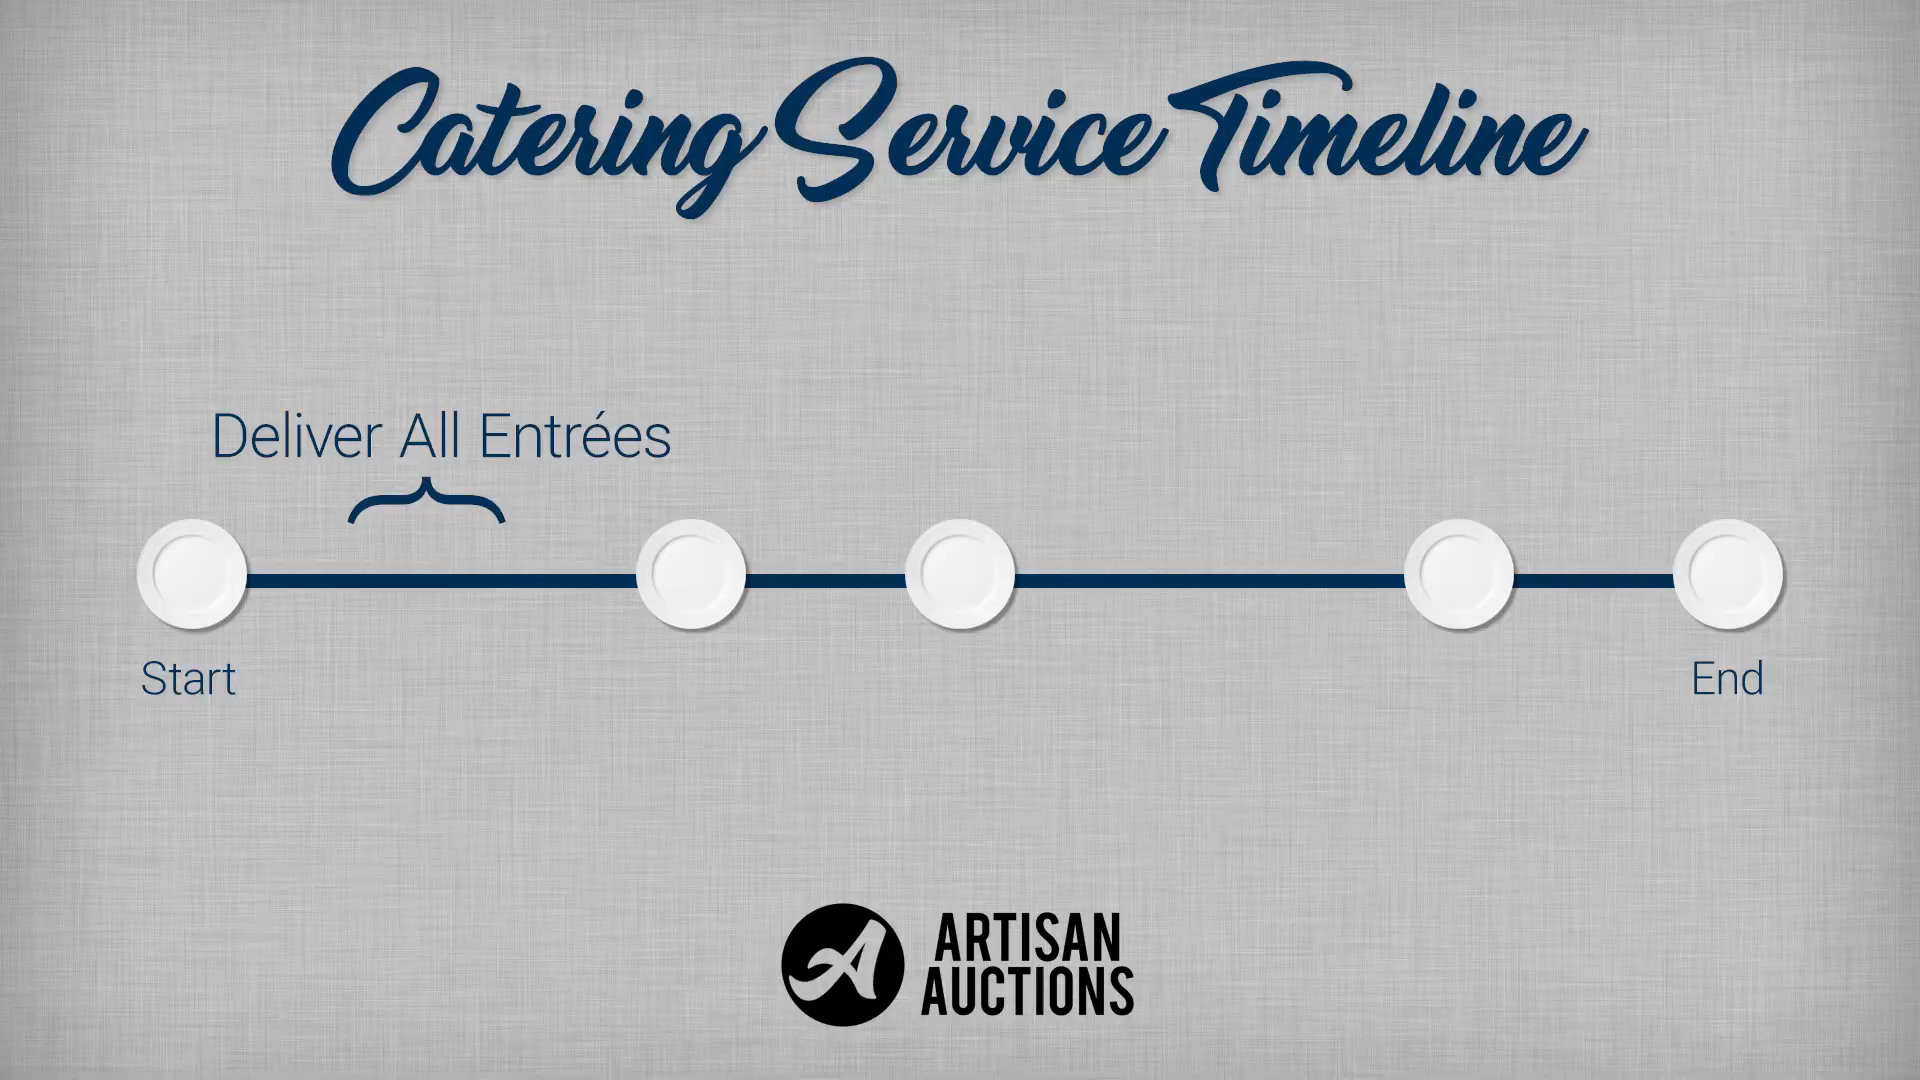 Catering Service Timeline
Deliver All Entrées
Start
End
ARTISAN
AUCTIONS